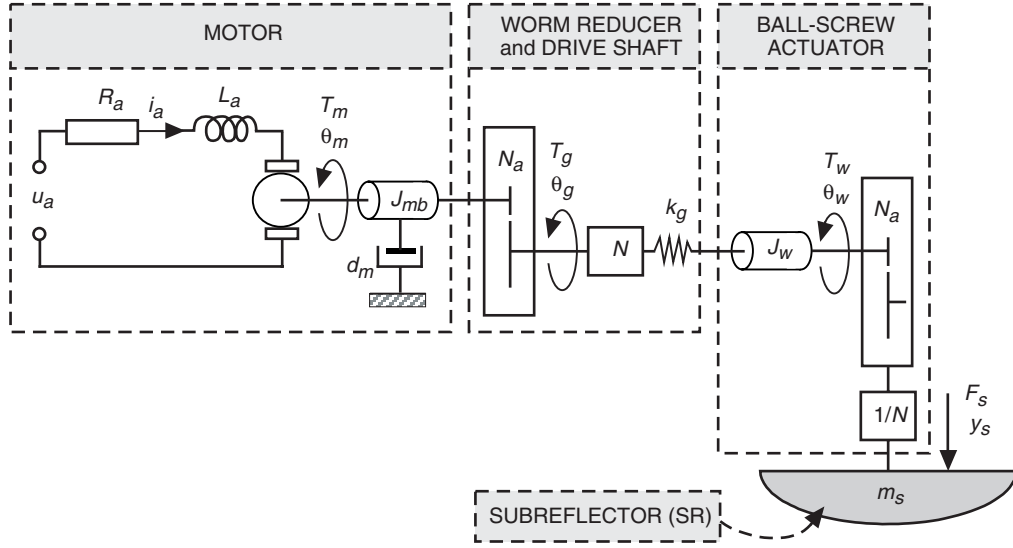 MOTOR
WORM REDUCER
and DRIVE SHAFT
BALL-SCREW
ACTUATOR
R_a
i_a
L_a
u_a
T_m
θ_m
J_mb
d_m
N_a
T_g
θ_g
N
k_g
J_w
T_w
θ_w
N_a
1/N
F_s
y_s
m_s
SUBREFLECTOR (SR)